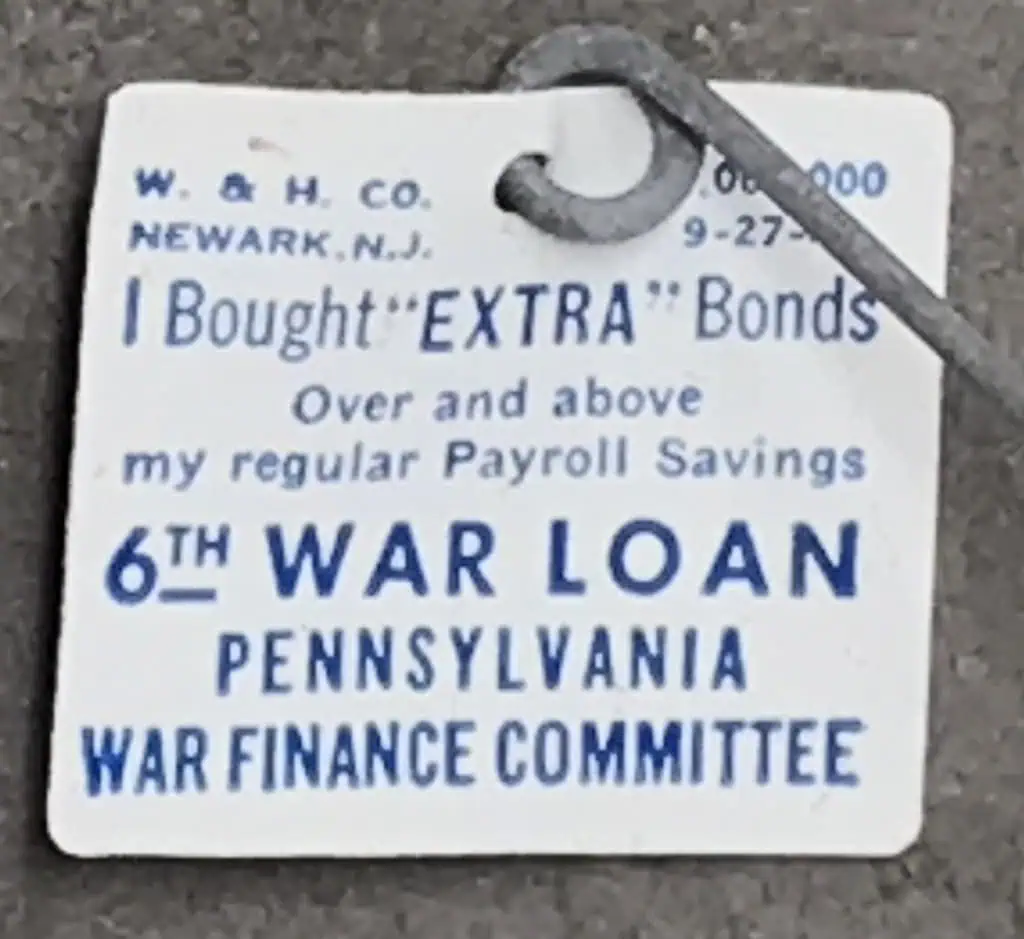 W. & H. CO.
NEWARK, N.J.
9-27-
I Bought "EXTRA" Bonds
Over and above
my regular Payroll Savings
6TH WAR LOAN
PENNSYLVANIA
WAR FINANCE COMMITTEE